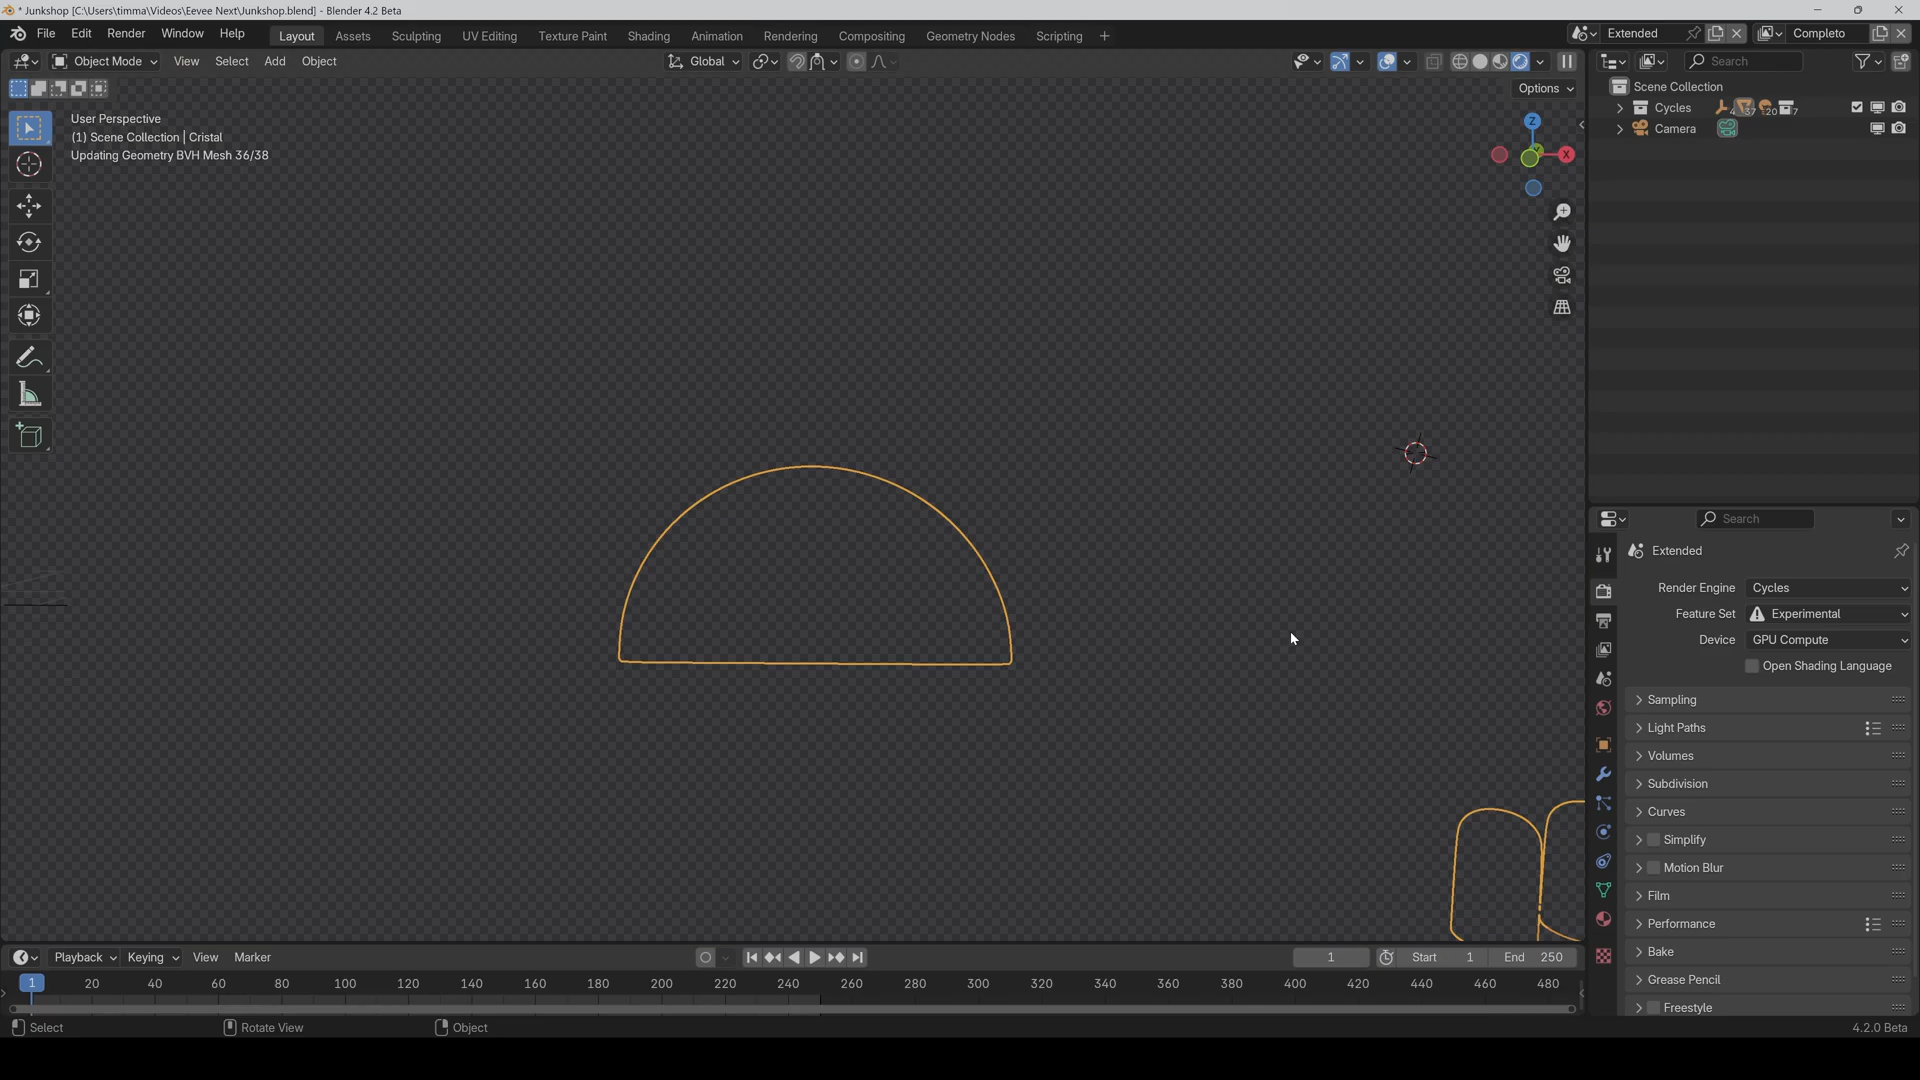 * Junkshop [C:\Users\timma\Videos\Eevee Next\Junkshop.blend] - Blender 4.2 Beta
File Edit Render Window Help Layout Assets Sculpting UV Editing Texture Paint Shading Animation Rendering Compositing Geometry Nodes Scripting + Extended Completo
Object Mode View Select Add Object Global Search
Options
Scene Collection
Cycles 4 37 20 7
Camera
User Perspective
(1) Scene Collection | Cristal
Updating Geometry BVH Mesh 36/38
Z
X
Search
Extended
Render Engine Cycles
Feature Set Experimental
Device GPU Compute
Open Shading Language
Sampling
Light Paths
Volumes
Subdivision
Curves
Simplify
Motion Blur
Film
Performance
Bake
Grease Pencil
Freestyle
Playback Keying View Marker 1 Start 1 End 250
1 20 40 60 80 100 120 140 160 180 200 220 240 260 280 300 320 340 360 380 400 420 440 460 480
Select Rotate View Object 4.2.0 Beta